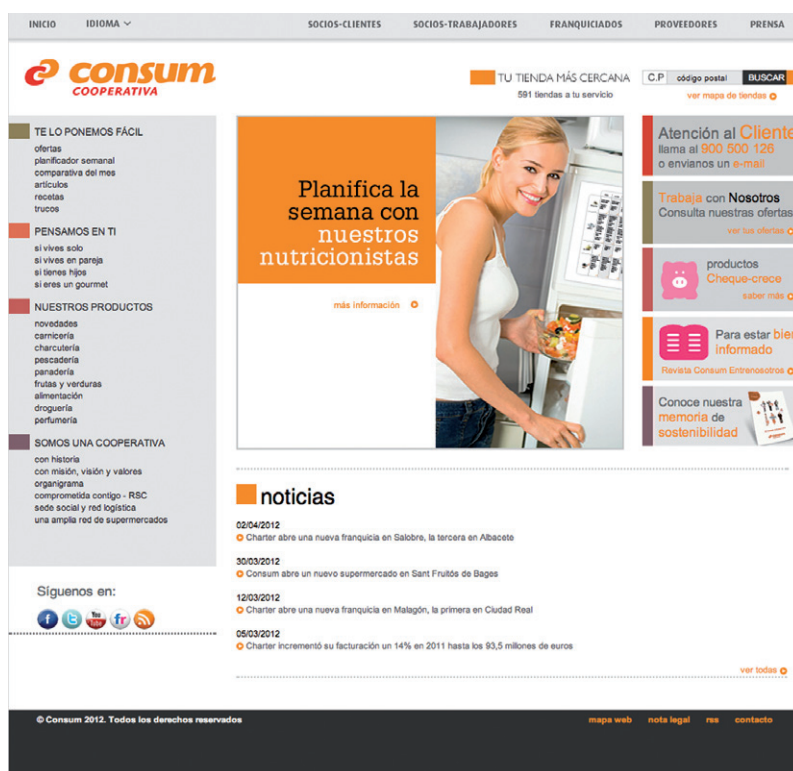 INICIO IDIOMA SOCIOS-CLIENTES SOCIOS-TRABAJADORES FRANQUICIADOS PROVEEDORES PRENSA
consum
COOPERATIVA
TU TIENDA MÁS CERCANA C.P código postal BUSCAR
591 tiendas a tu servicio
ver mapa de tiendas
TE LO PONEMOS FÁCIL
ofertas
planificador semanal
comparativa del mes
artículos
recetas
trucos
PENSAMOS EN TI
si vives solo
si vives en pareja
si tienes hijos
si eres un gourmet
NUESTROS PRODUCTOS
novedades
carnicería
charcutería
pescadería
panadería
frutas y verduras
alimentación
droguería
perfumería
SOMOS UNA COOPERATIVA
con historia
con misión, visión y valores
organigrama
comprometida contigo - RSC
sede social y red logística
una amplia red de supermercados
Síguenos en:
f t You Tube fr
Planifica la
semana con
nuestros
nutricionistas
más información
Atención al Cliente
llama al 900 500 126
o envianos un e-mail
Trabaja con Nosotros
Consulta nuestras ofertas
ver tus ofertas
productos
Cheque-crece
saber más
Para estar bien
informado
Revista Consum Entrenosotros
Conoce nuestra
memoria de
sostenibilidad
noticias
02/04/2012
Charter abre una nueva franquicia en Salobre, la tercera en Albacete
30/03/2012
Consum abre un nuevo supermercado en Sant Fruitós de Bages
12/03/2012
Charter abre una nueva franquicia en Malagón, la primera en Ciudad Real
05/03/2012
Charter incrementó su facturación un 14% en 2011 hasta los 93,5 millones de euros
ver todas
© Consum 2012. Todos los derechos reservados mapa web nota legal rss contacto